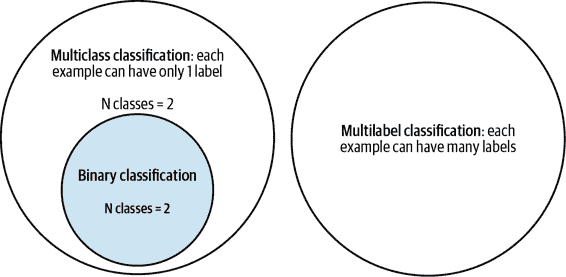 Multiclass classification: each
example can have only 1 label
N classes = 2
Binary classification
N classes = 2
Multilabel classification: each
example can have many labels